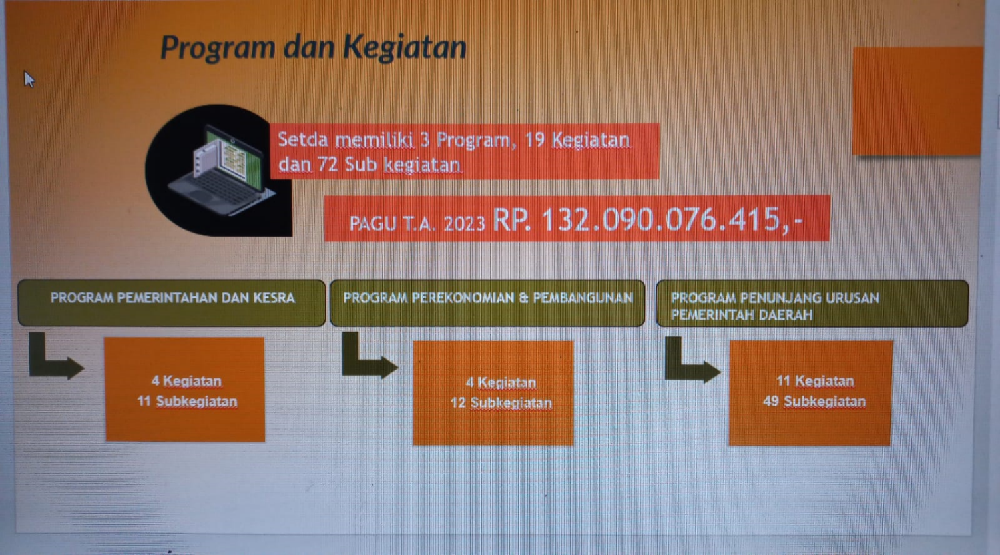 Program dan Kegiatan
Setda memiliki 3 Program, 19 Kegiatan
dan 72 Sub kegiatan
PAGU T.A. 2023 RP. 132.090.076.415,-
PROGRAM PEMERINTAHAN DAN KESRA
4 Kegiatan
11 Subkegiatan
PROGRAM PEREKONOMIAN & PEMBANGUNAN
4 Kegiatan
12 Subkegiatan
PROGRAM PENUNJANG URUSAN
PEMERINTAH DAERAH
11 Kegiatan
49 Subkegiatan